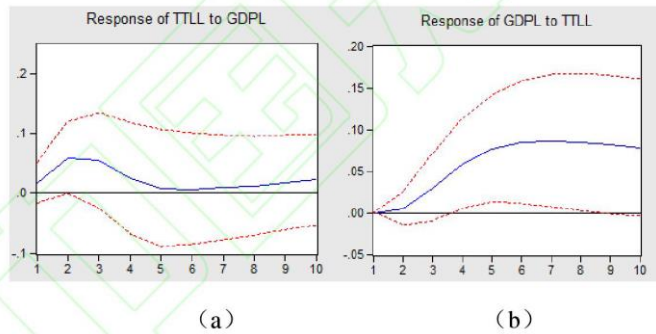 Response of TTLL to GDPL
.2
.1
.0
-.1
1 2 3 4 5 6 7 8 9 10
(a)
Response of GDPL to TTLL
.20
.15
.10
.05
.00
-.05
1 2 3 4 5 6 7 8 9 10
(b)